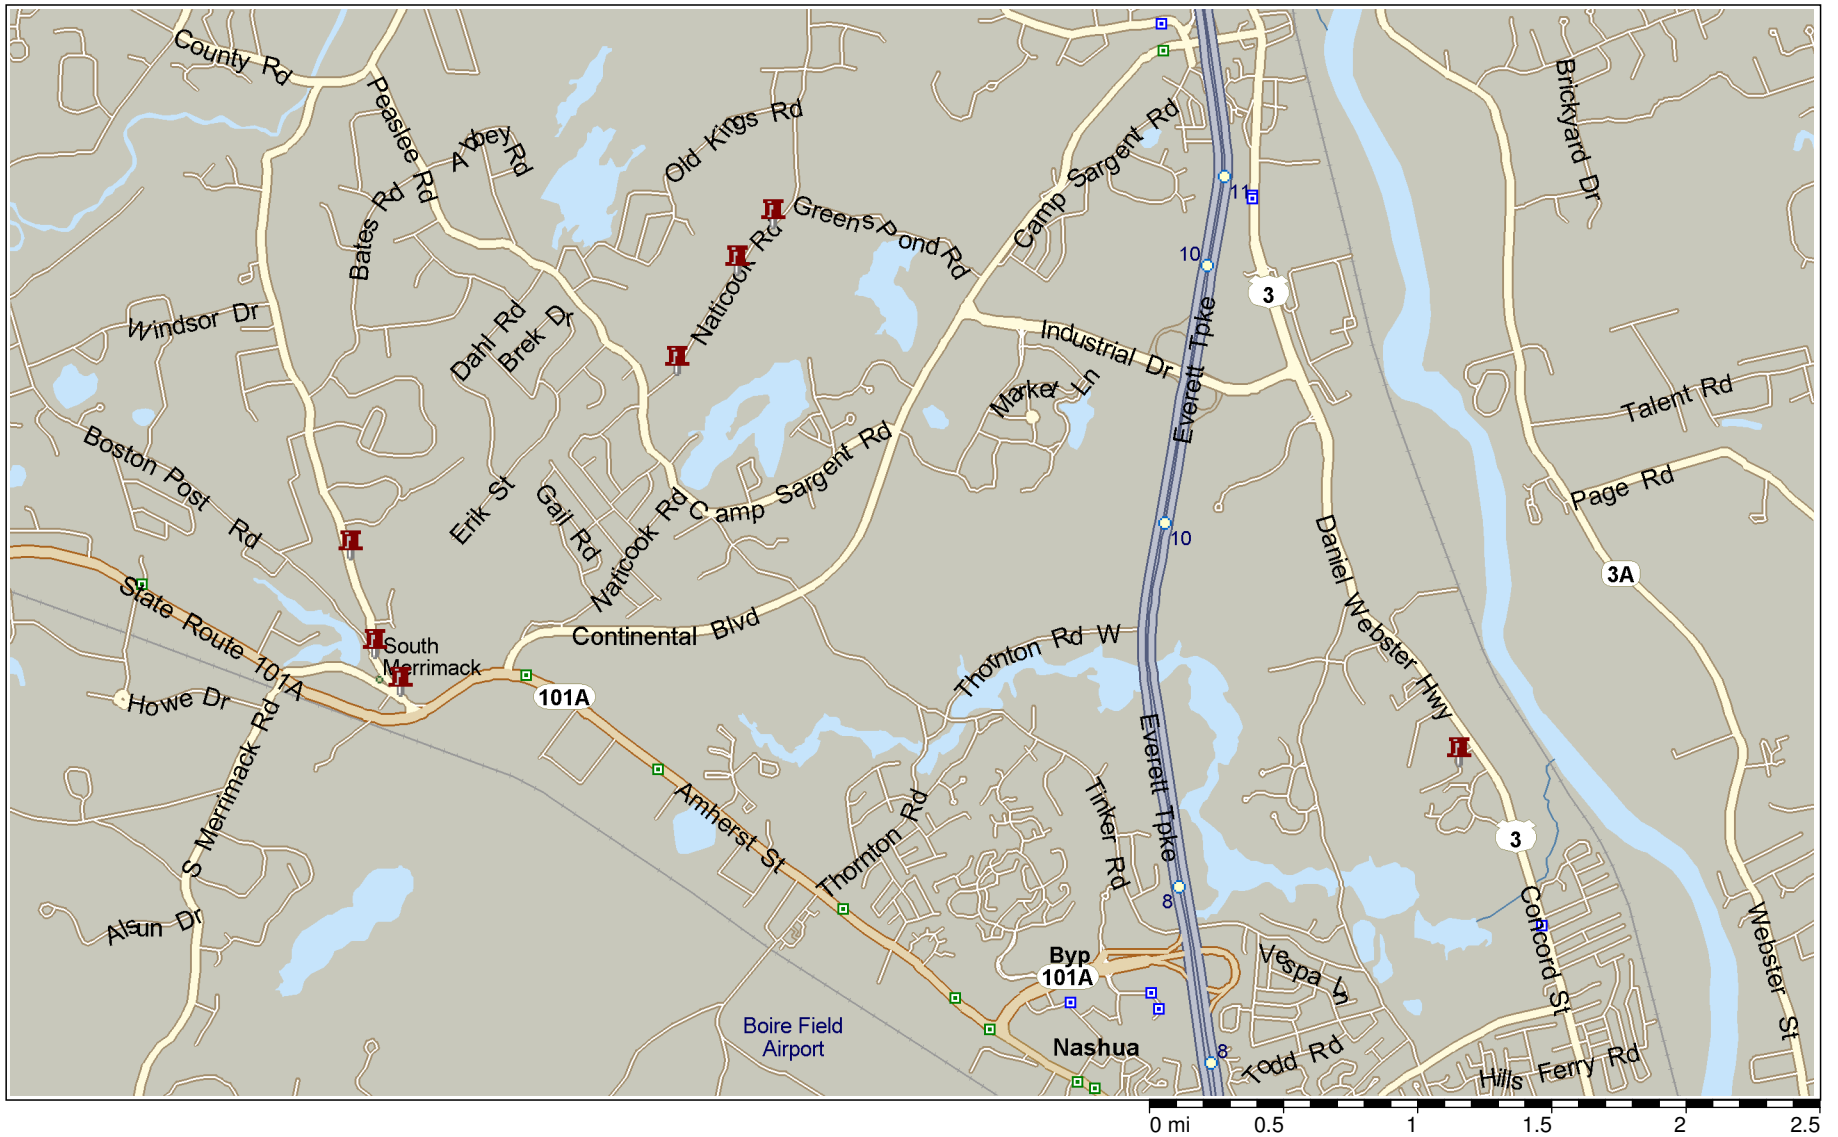 County Rd
Peaslee Rd
Abbey Rd
Bates Rd
Old Kings Rd
Greens Pond Rd
Naticook Rd
Camp Sargent Rd
11
10
3
Brickyard Dr
Windsor Dr
Dahl Rd
Brek Dr
Industrial Dr
Everett Tpke
Market Ln
Talent Rd
Boston Post Rd
Erik St
Gail Rd
Naticook Rd
Camp Sargent Rd
Page Rd
10
Daniel Webster Hwy
3A
State Route 101A
South
Merrimack
Continental Blvd
Thornton Rd W
Howe Dr
101A
S Merrimack Rd
Everett Tpke
Amherst St
Thornton Rd
Tinker Rd
3
8
Alsun Dr
Concord St
Webster St
Byp
101A
Vespa Ln
Boire Field
Airport
Nashua
8
Todd Rd
Hills Ferry Rd
0 mi 0.5 1 1.5 2 2.5